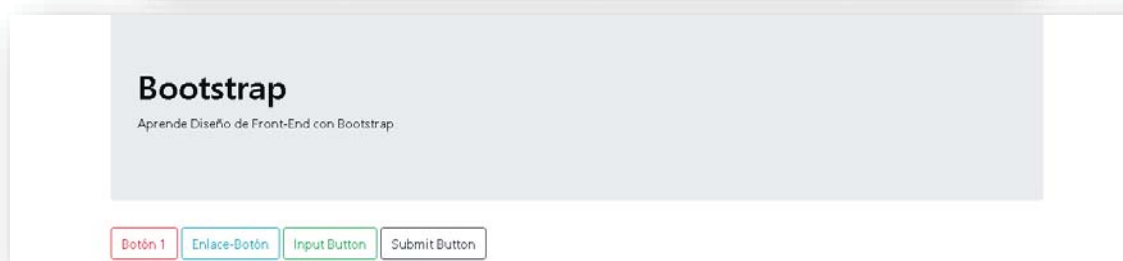 Bootstrap
Aprende Diseño de Front-End con Bootstrap
Botón 1 Enlace-Botón Input Button Submit Button